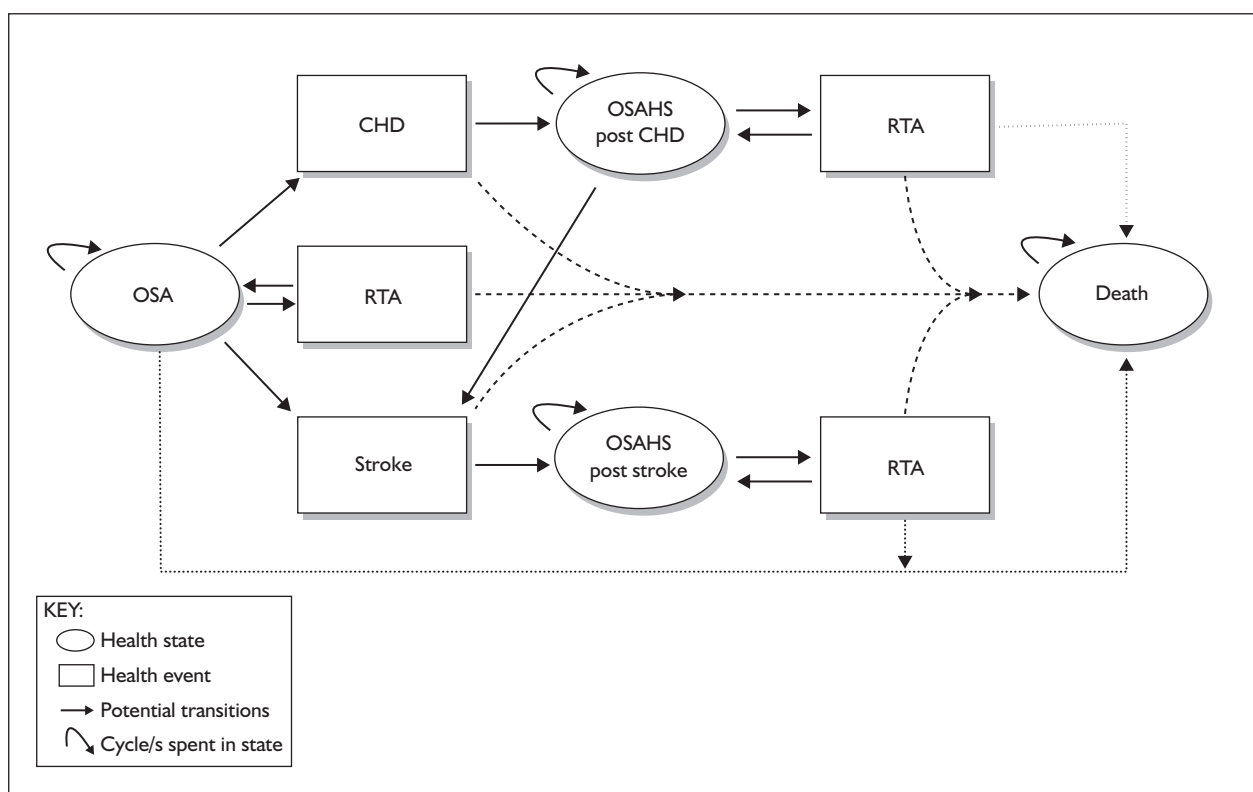 CHD
OSAHS
post CHD
RTA
OSA
RTA
Death
Stroke
OSAHS
post stroke
RTA
KEY:
Health state
Health event
Potential transitions
Cycle/s spent in state